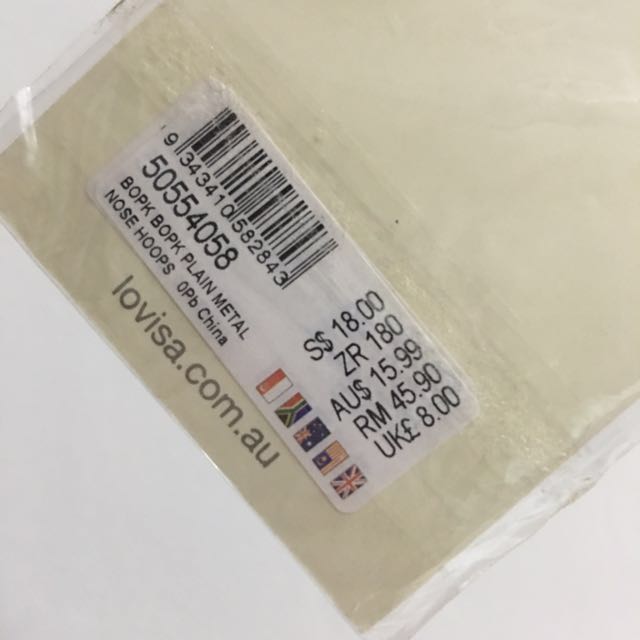 9 343410 582843
50554058
BOPK BOPK PLAIN METAL
NOSE HOOPS 0Pb China
S$ 18.00
ZR 180
AU$ 15.99
RM 45.90
UK£ 8.00
lovisa.com.au